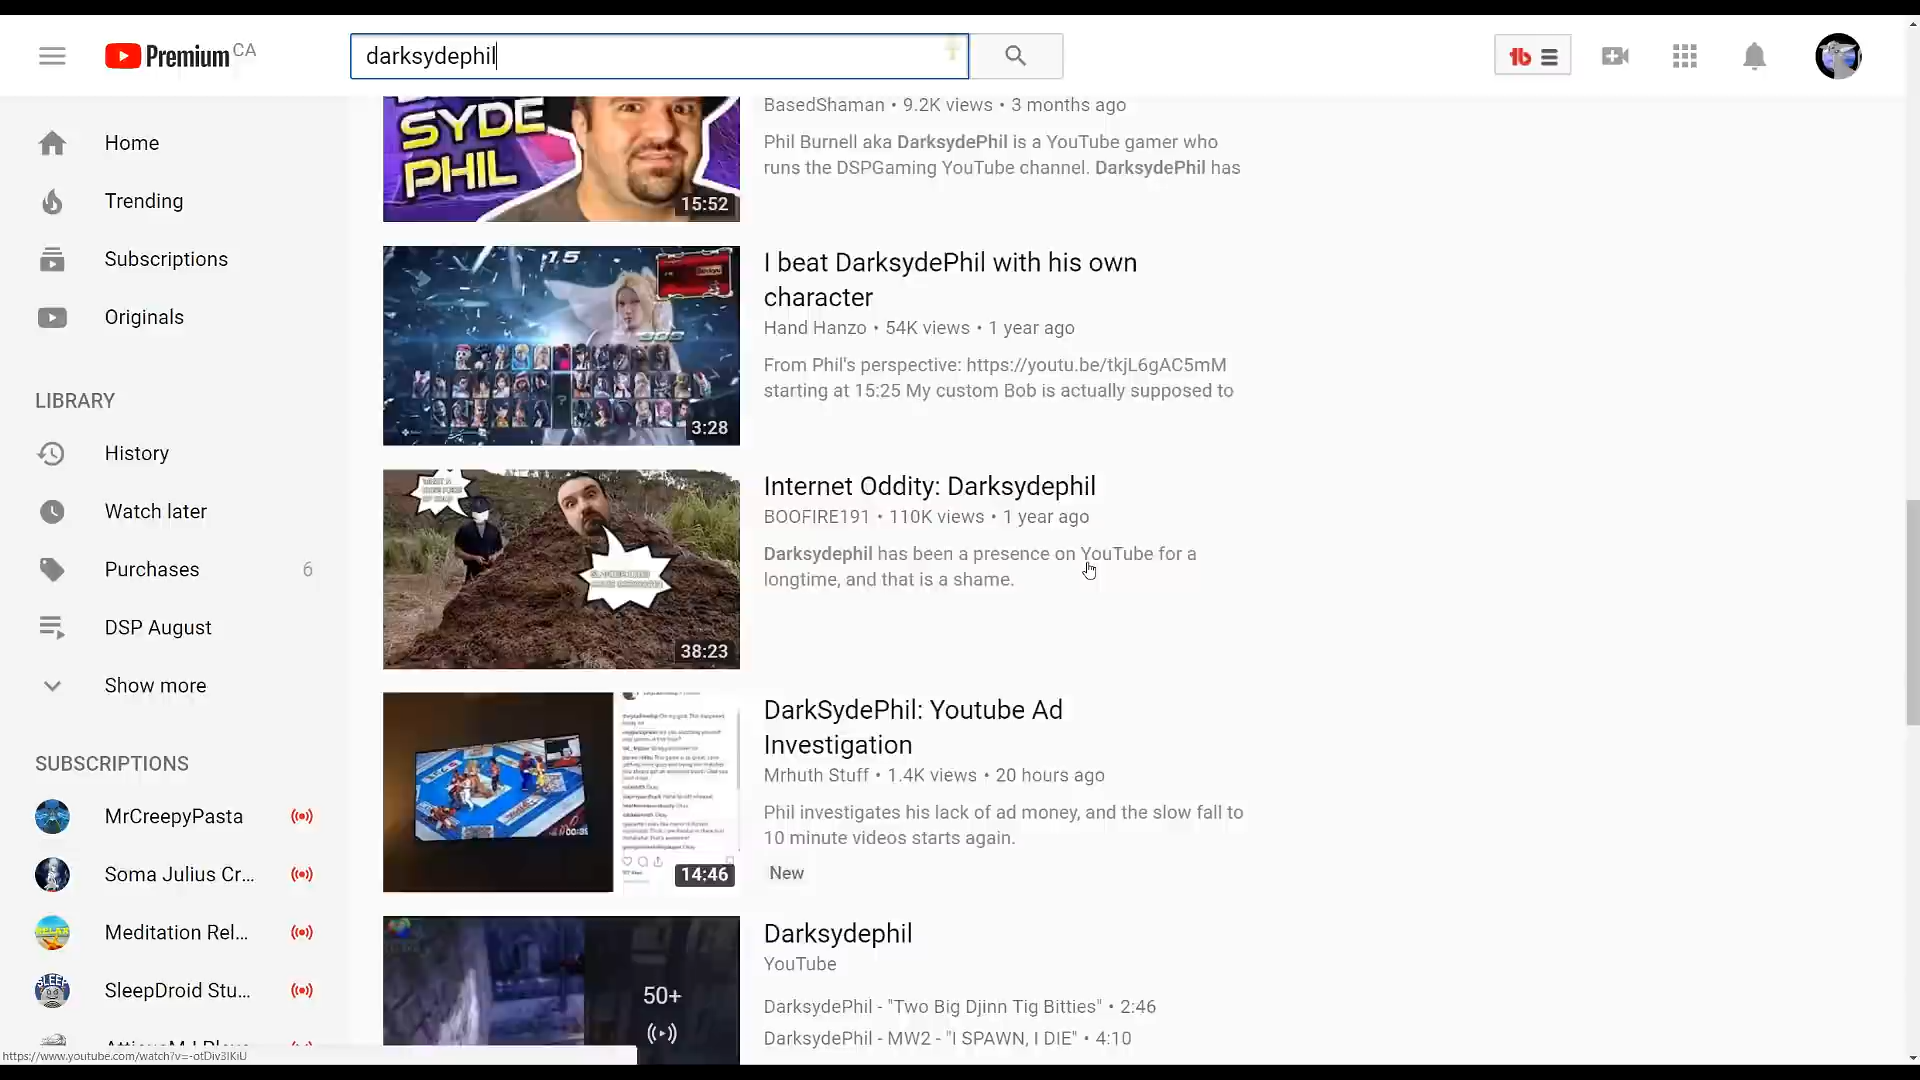 Premium CA
darksydephil
Home
Trending
Subscriptions
Originals
LIBRARY
History
Watch later
Purchases 6
DSP August
Show more
SUBSCRIPTIONS
MrCreepyPasta
Soma Julius Cr...
Meditation Rel...
SleepDroid Stu...
https://www.youtube.com/watch?v=-otDiv3IKiU
SYDE
PHIL
15:52
BasedShaman • 9.2K views • 3 months ago
Phil Burnell aka DarksydePhil is a YouTube gamer who
runs the DSPGaming YouTube channel. DarksydePhil has
15
3:28
I beat DarksydePhil with his own
character
Hand Hanzo • 54K views • 1 year ago
From Phil's perspective: https://youtu.be/tkjL6gAC5mM
starting at 15:25 My custom Bob is actually supposed to
38:23
Internet Oddity: Darksydephil
BOOFIRE191 • 110K views • 1 year ago
Darksydephil has been a presence on YouTube for a
longtime, and that is a shame.
14:46
DarkSydePhil: Youtube Ad
Investigation
Mrhuth Stuff • 1.4K views • 20 hours ago
Phil investigates his lack of ad money, and the slow fall to
10 minute videos starts again.
New
50+
Darksydephil
YouTube
DarksydePhil - "Two Big Djinn Tig Bitties" • 2:46
DarksydePhil - MW2 - "I SPAWN, I DIE" • 4:10